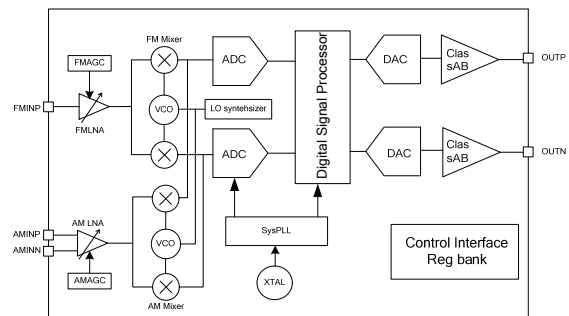 FM Mixer
FMAGC
ADC
Digital Signal Processor
DAC
Clas
sAB
OUTP
FMINP
FMLNA
VCO
LO syntehsizer
ADC
DAC
Clas
sAB
OUTN
AMINP
AMINN
AM LNA
VCO
SysPLL
AMAGC
AM Mixer
XTAL
Control Interface
Reg bank